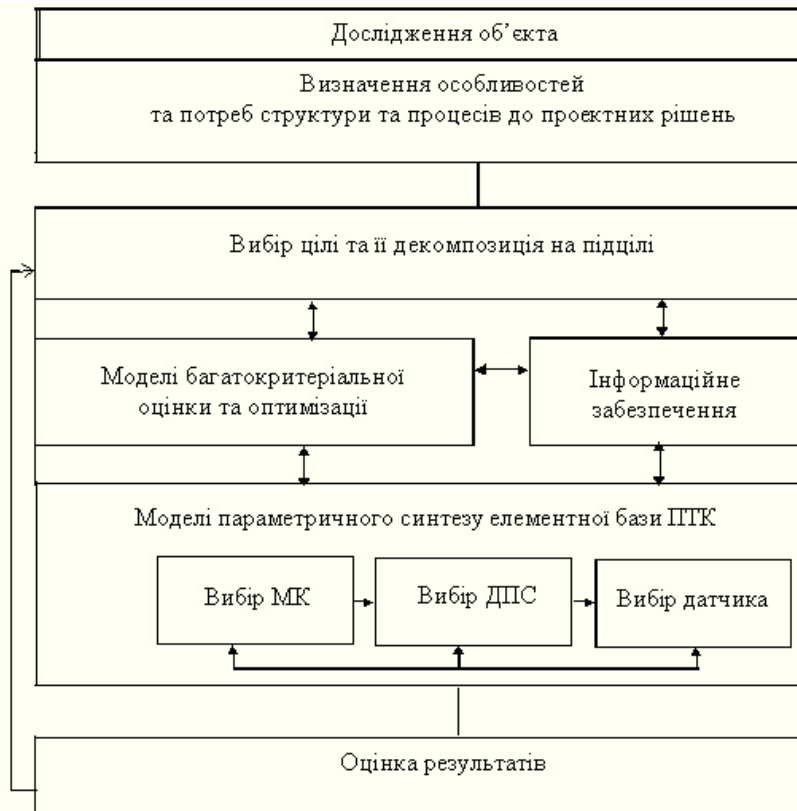 Дослідження об’єкта
Визначення особливостей
та потреб структури та процесів до проектних рішень
Вибір цілі та її декомпозиція на підцілі
Моделі багатокритеріальної
оцінки та оптимізації
Інформаційне
забезпечення
Моделі параметричного синтезу елементної бази ПТК
Вибір МК
Вибір ДПС
Вибір датчика
Оцінка результатів